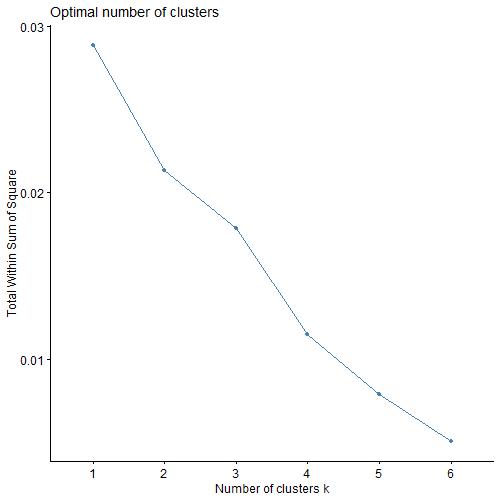 Optimal number of clusters
0.03
0.02
0.01
Total Within Sum of Square
1 2 3 4 5 6
Number of clusters k